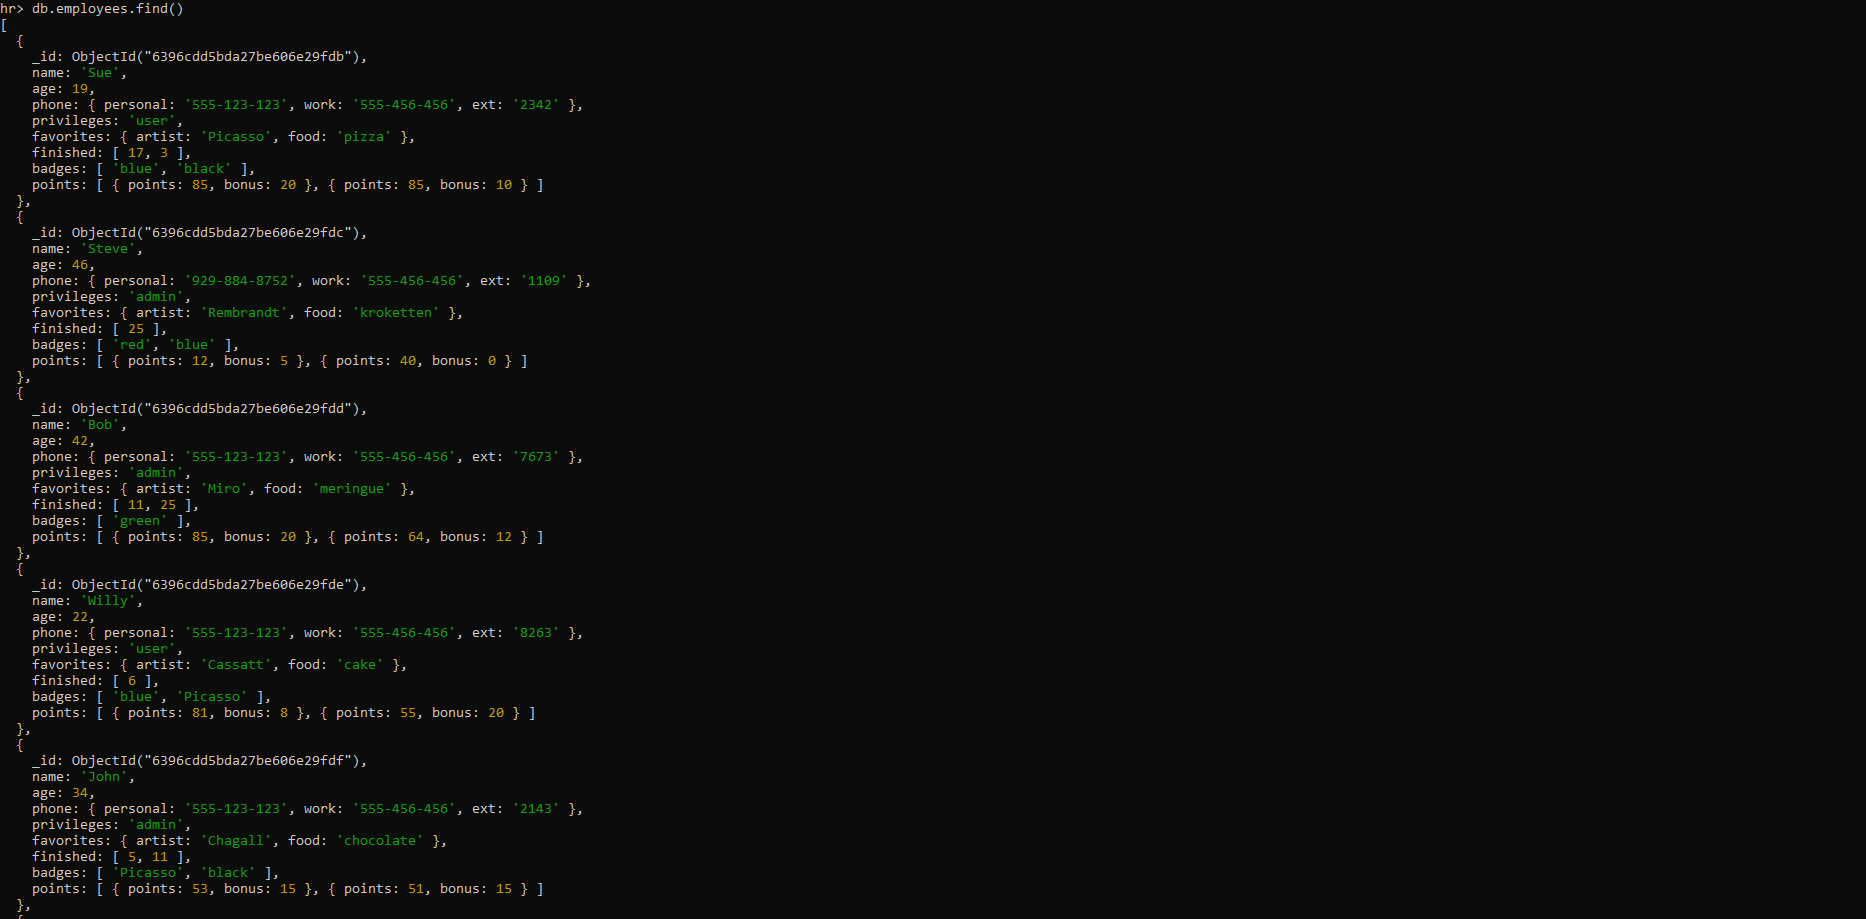 hr> db.employees.find()
[
  {
    _id: ObjectId("6396cdd5bda27be606e29fdb"),
    name: 'Sue',
    age: 19,
    phone: { personal: '555-123-123', work: '555-456-456', ext: '2342' },
    privileges: 'user',
    favorites: { artist: 'Picasso', food: 'pizza' },
    finished: [ 17, 3 ],
    badges: [ 'blue', 'black' ],
    points: [ { points: 85, bonus: 20 }, { points: 85, bonus: 10 } ]
  },
  {
    _id: ObjectId("6396cdd5bda27be606e29fdc"),
    name: 'Steve',
    age: 46,
    phone: { personal: '929-884-8752', work: '555-456-456', ext: '1109' },
    privileges: 'admin',
    favorites: { artist: 'Rembrandt', food: 'kroketten' },
    finished: [ 25 ],
    badges: [ 'red', 'blue' ],
    points: [ { points: 12, bonus: 5 }, { points: 40, bonus: 0 } ]
  },
  {
    _id: ObjectId("6396cdd5bda27be606e29fdd"),
    name: 'Bob',
    age: 42,
    phone: { personal: '555-123-123', work: '555-456-456', ext: '7673' },
    privileges: 'admin',
    favorites: { artist: 'Miro', food: 'meringue' },
    finished: [ 11, 25 ],
    badges: [ 'green' ],
    points: [ { points: 85, bonus: 20 }, { points: 64, bonus: 12 } ]
  },
  {
    _id: ObjectId("6396cdd5bda27be606e29fde"),
    name: 'Willy',
    age: 22,
    phone: { personal: '555-123-123', work: '555-456-456', ext: '8263' },
    privileges: 'user',
    favorites: { artist: 'Cassatt', food: 'cake' },
    finished: [ 6 ],
    badges: [ 'blue', 'Picasso' ],
    points: [ { points: 81, bonus: 8 }, { points: 55, bonus: 20 } ]
  },
  {
    _id: ObjectId("6396cdd5bda27be606e29fdf"),
    name: 'John',
    age: 34,
    phone: { personal: '555-123-123', work: '555-456-456', ext: '2143' },
    privileges: 'admin',
    favorites: { artist: 'Chagall', food: 'chocolate' },
    finished: [ 5, 11 ],
    badges: [ 'Picasso', 'black' ],
    points: [ { points: 53, bonus: 15 }, { points: 51, bonus: 15 } ]
  },
  {